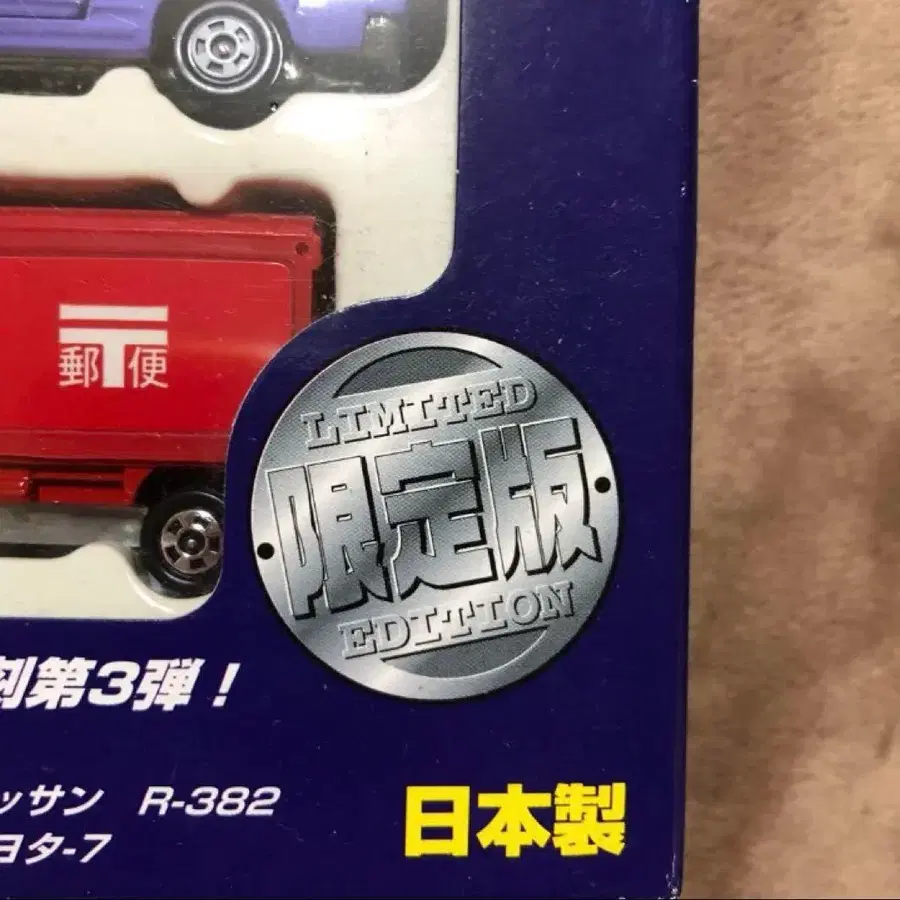 〒
郵便
LIMITED
限定版
EDITION
刻第3弾！
ッサン R-382
ヨタ-7
日本製